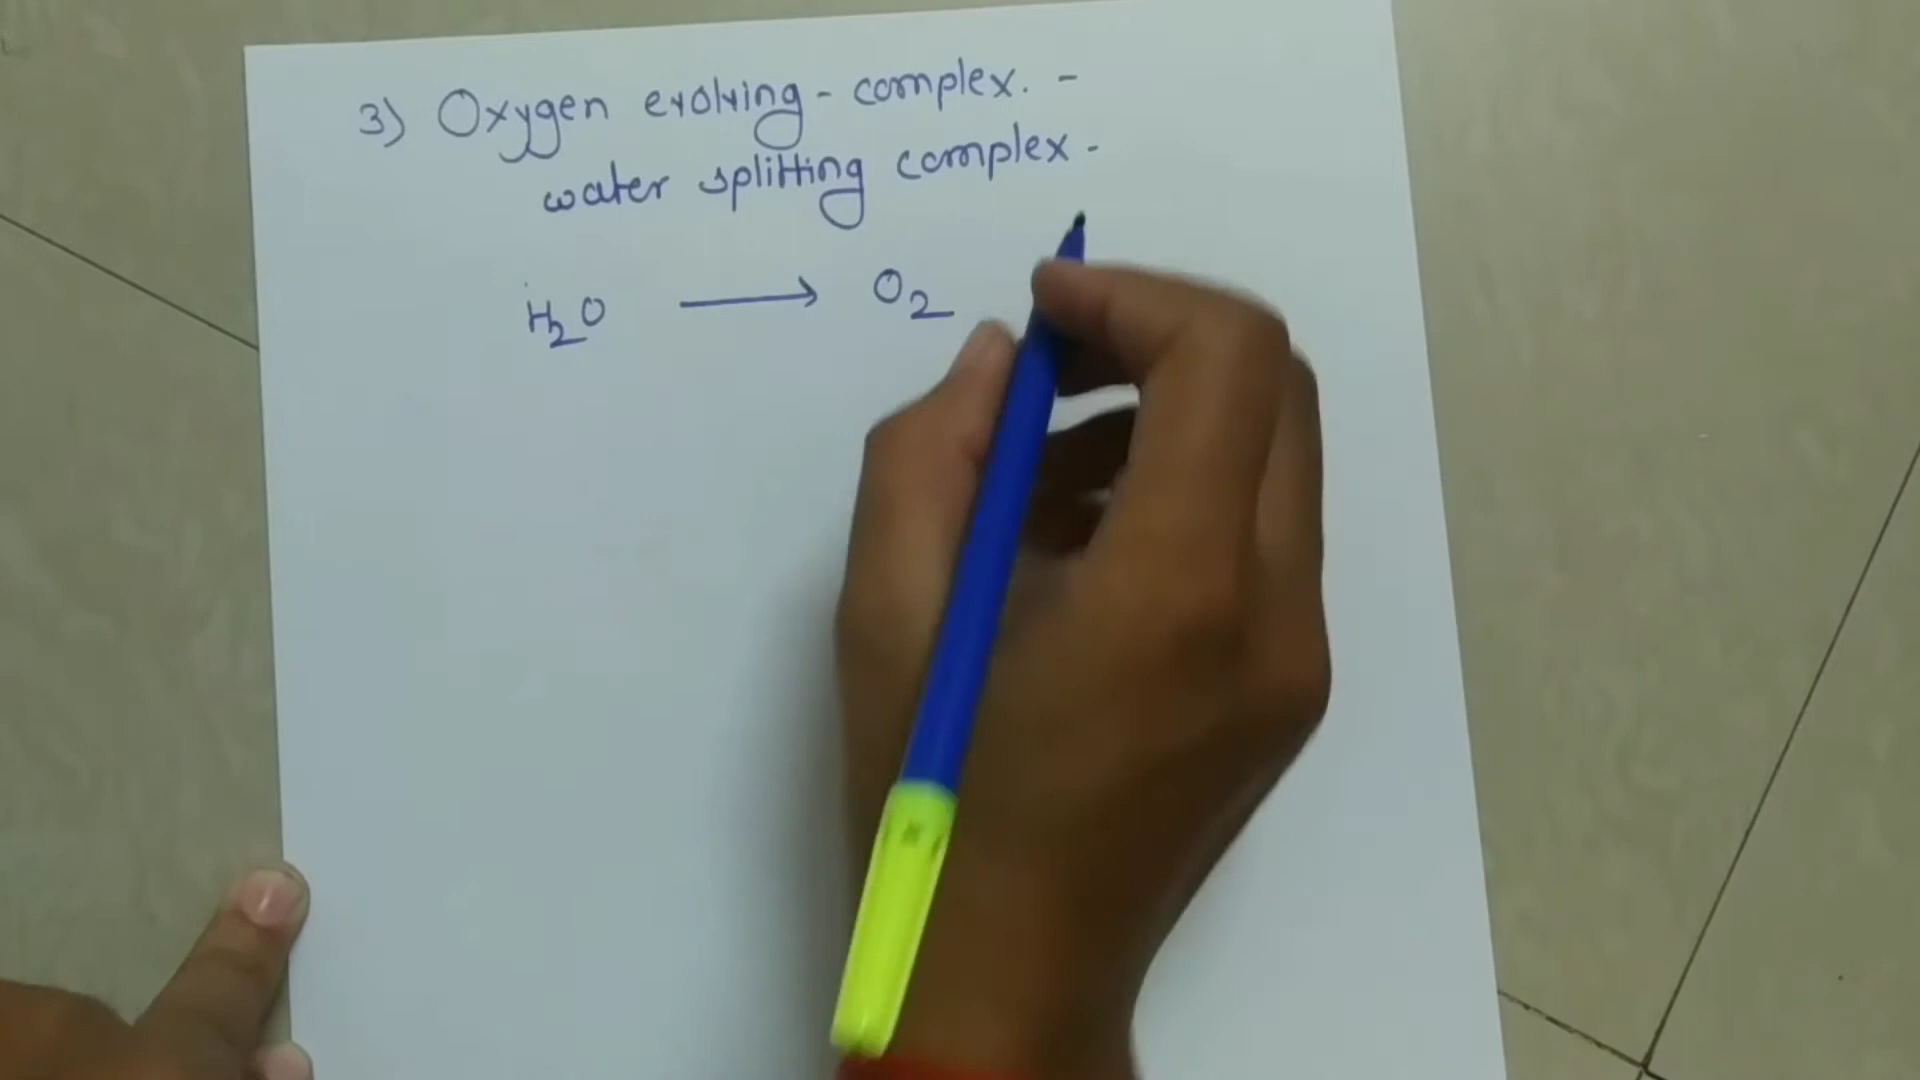 3) Oxygen evolving - complex. -
water splitting complex -
H₂O ⟶ O₂